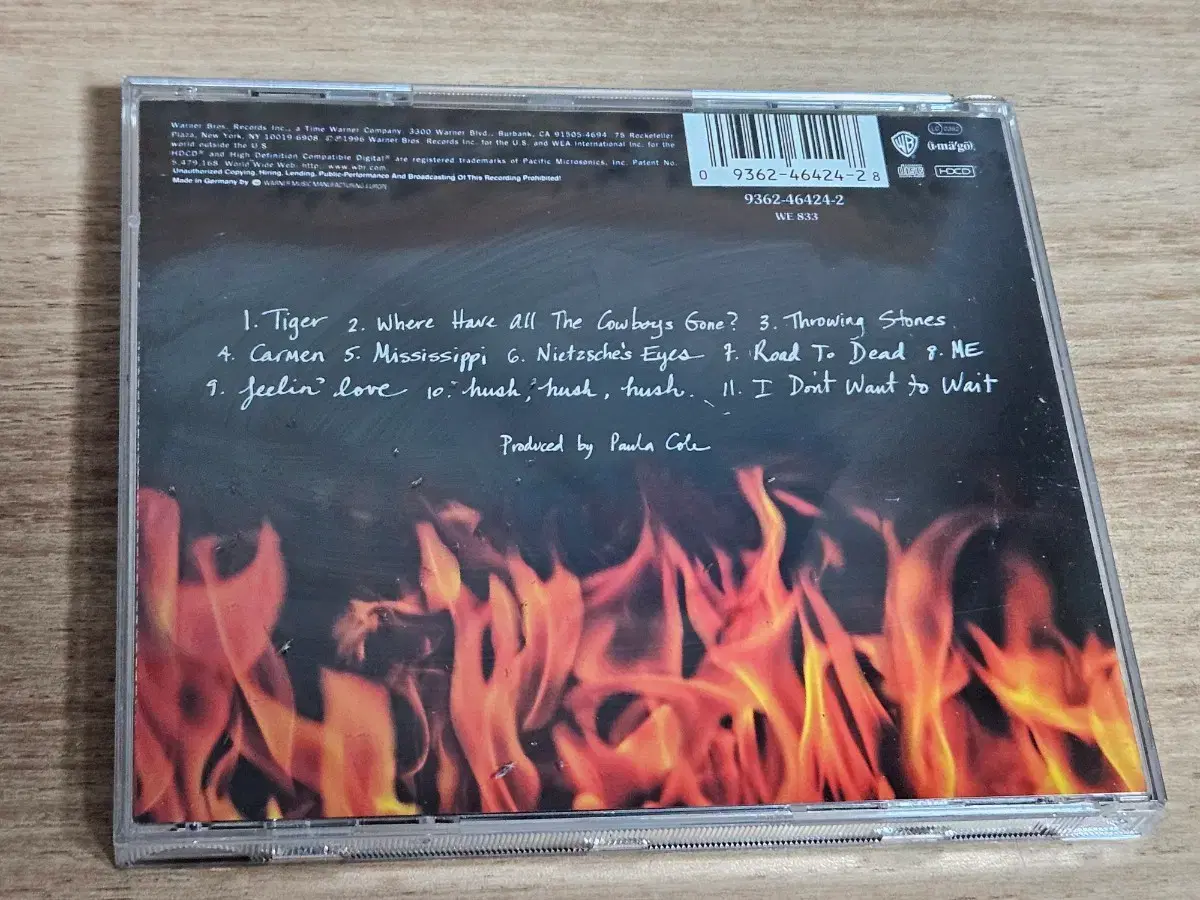 Warner Bros. Records Inc., a Time Warner Company. 3300 Warner Blvd., Burbank, CA 91505-4694. 75 Rockefeller
Plaza, New York, NY 10019-6908. ℗©1996 Warner Bros. Records Inc. for the U.S. and WEA International Inc. for the
world outside the U.S.
HDCD® and High Definition Compatible Digital® are registered trademarks of Pacific Microsonics, Inc. Patent No.
5,479,168. World Wide Web: http: www.wbr.com
Unauthorized Copying, Hiring, Lending, Public-Performance And Broadcasting Of This Recording Prohibited!
Made in Germany by WARNER MUSIC MANUFACTURING EUROPE
0 9362-46424-2 8
9362-46424-2
WE 833
WB
(i·mä'gō)
HDCD
1. Tiger 2. Where Have all The Cowboys Gone? 3. Throwing Stones
4. Carmen 5. Mississippi 6. Nietzsche's Eyes 7. Road To Dead 8. ME
9. feelin' love 10. hush, hush, hush. 11. I Don't Want to Wait
Produced by Paula Cole